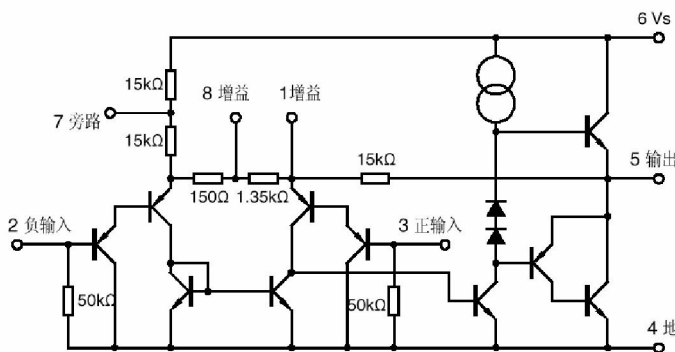 6 Vs
15kΩ
8 增益
1增益
7 旁路
15kΩ
15kΩ
5 输出
150Ω
1.35kΩ
2 负输入
3 正输入
50kΩ
50kΩ
4 地